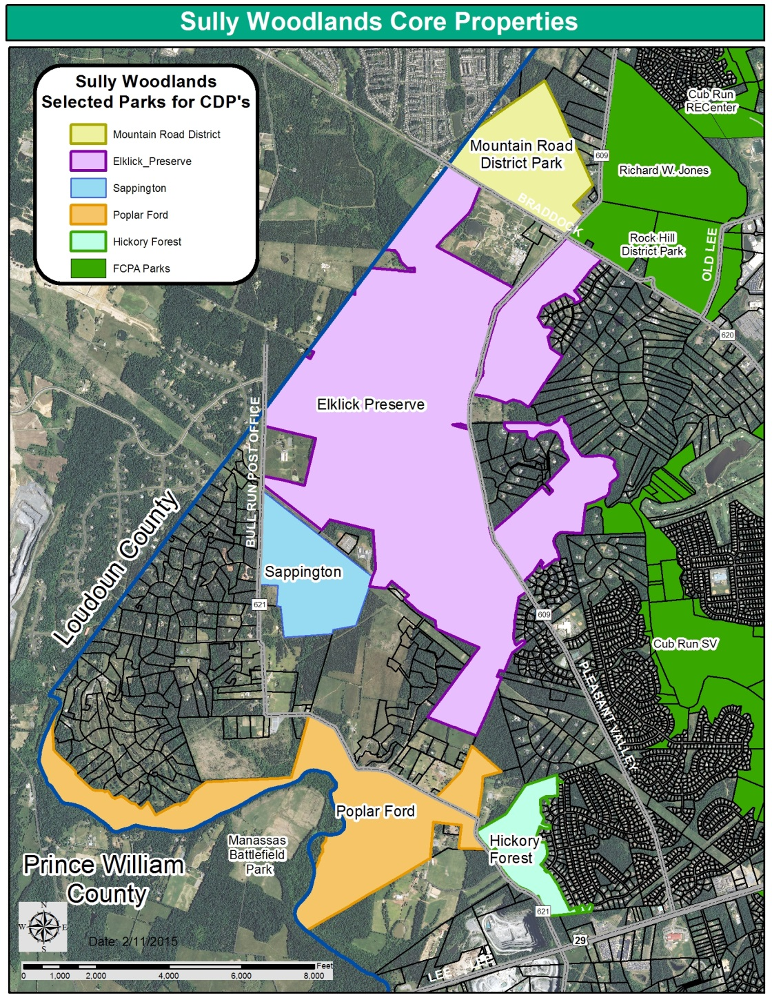 Sully Woodlands Core Properties
Sully Woodlands
Selected Parks for CDP's
Mountain Road District
Elklick_Preserve
Sappington
Poplar Ford
Hickory Forest
FCPA Parks
Cub Run
RECenter
Mountain Road
District Park
609
Richard W. Jones
BRADDOCK
Rock Hill
District Park
OLD LEE
620
Elklick Preserve
BULL RUN POST OFFICE
Loudoun County
Sappington
621
609
Cub Run SV
PLEASANT VALLEY
Poplar Ford
Manassas
Battlefield
Park
Hickory
Forest
Prince William
County
621
N
W
E
S
Date: 2/11/2015
29
LEE
Feet
0 1,000 2,000 4,000 6,000 8,000